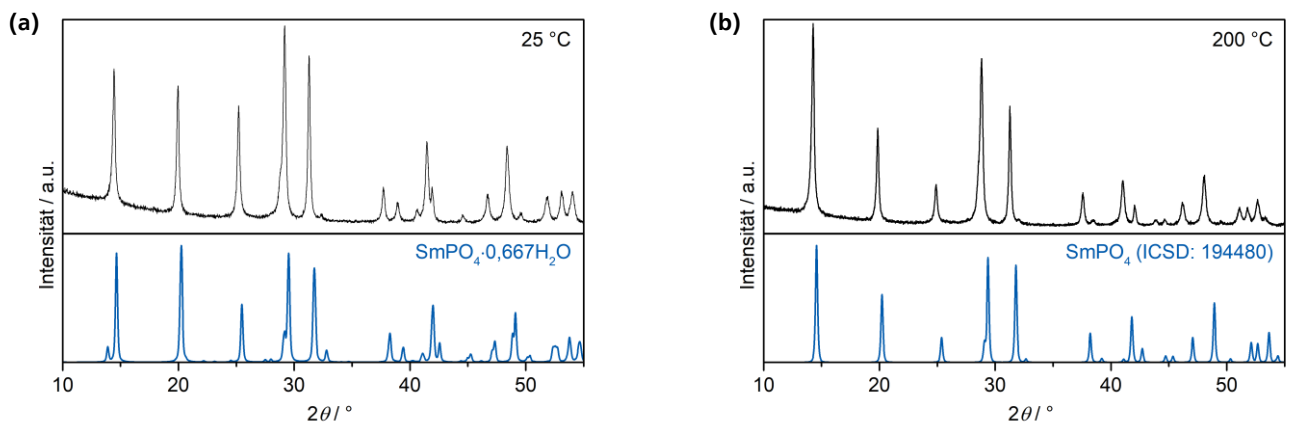 (a)
25 °C
Intensität / a.u.
SmPO₄·0,667H₂O
10 20 30 40 50
2θ / °
(b)
200 °C
Intensität / a.u.
SmPO₄ (ICSD: 194480)
10 20 30 40 50
2θ / °